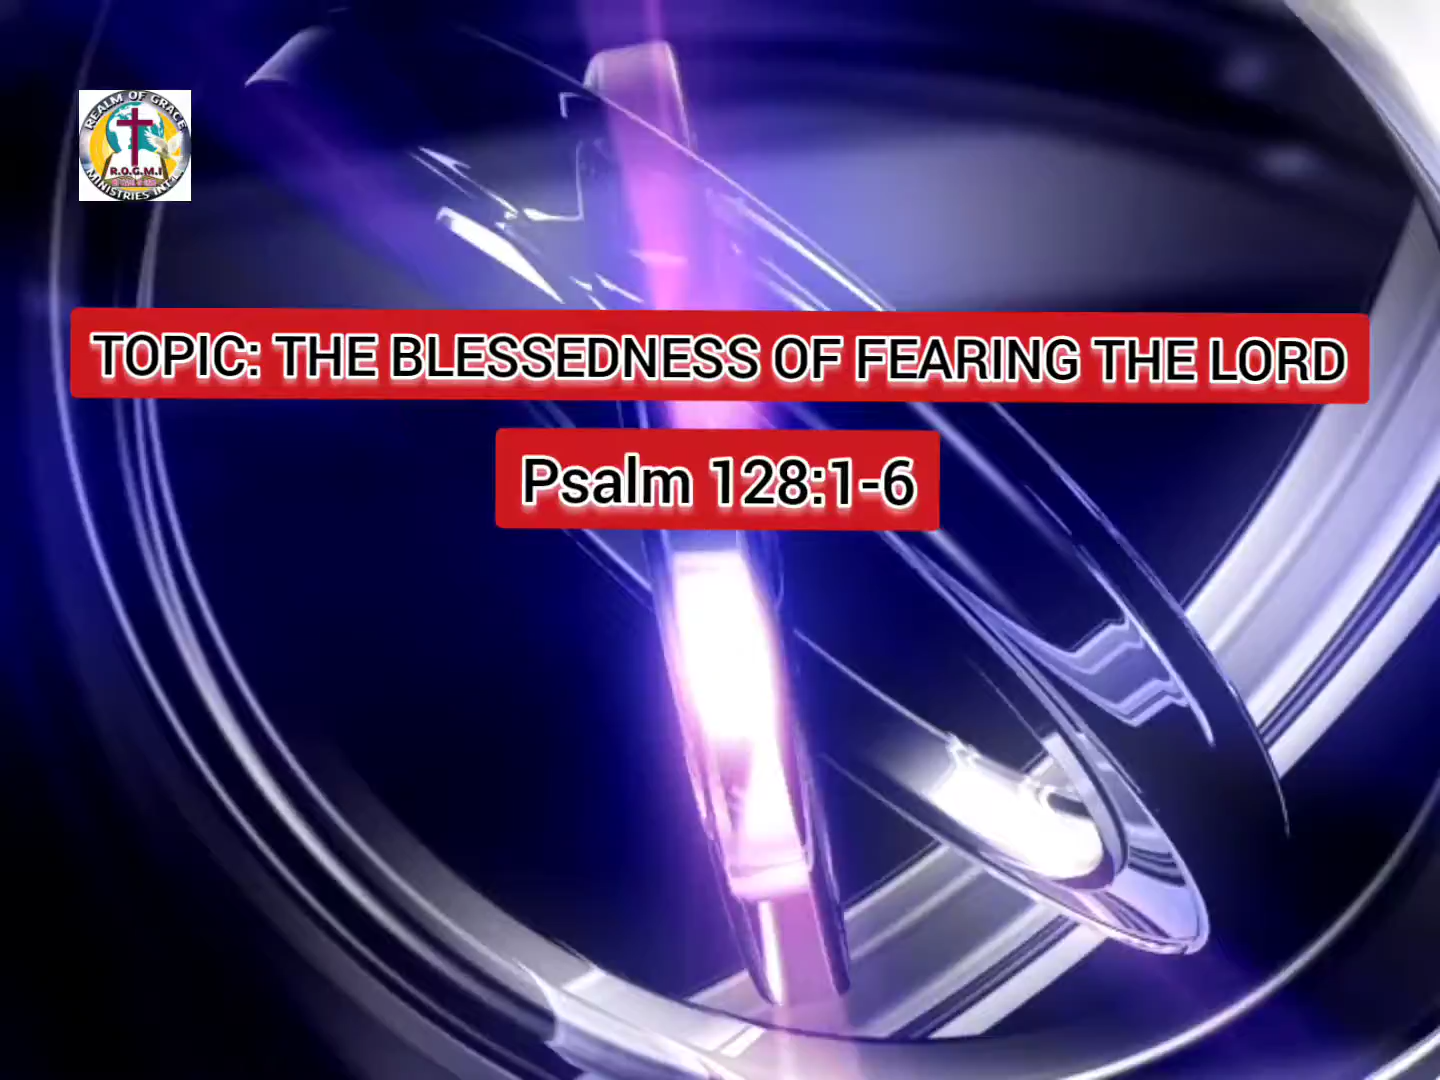 REALM OF GRACE
R.O.G.M.I
MINISTRIES INT'L
TOPIC: THE BLESSEDNESS OF FEARING THE LORD
Psalm 128:1-6